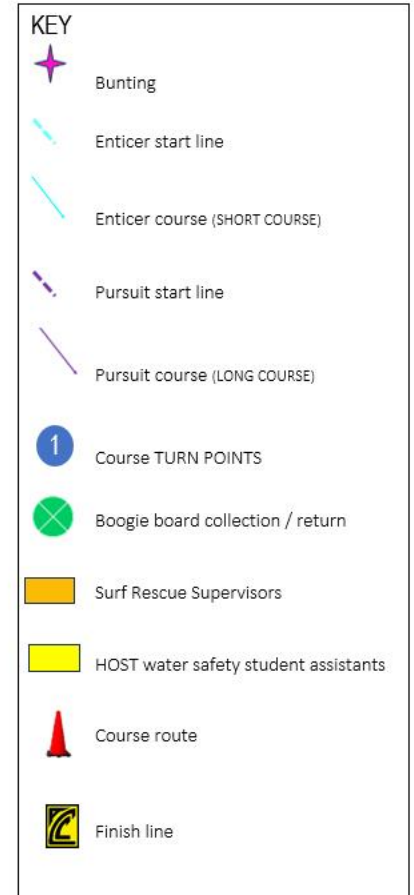 KEY
Bunting
Enticer start line
Enticer course (SHORT COURSE)
Pursuit start line
Pursuit course (LONG COURSE)
1
Course TURN POINTS
Boogie board collection / return
Surf Rescue Supervisors
HOST water safety student assistants
Course route
Finish line